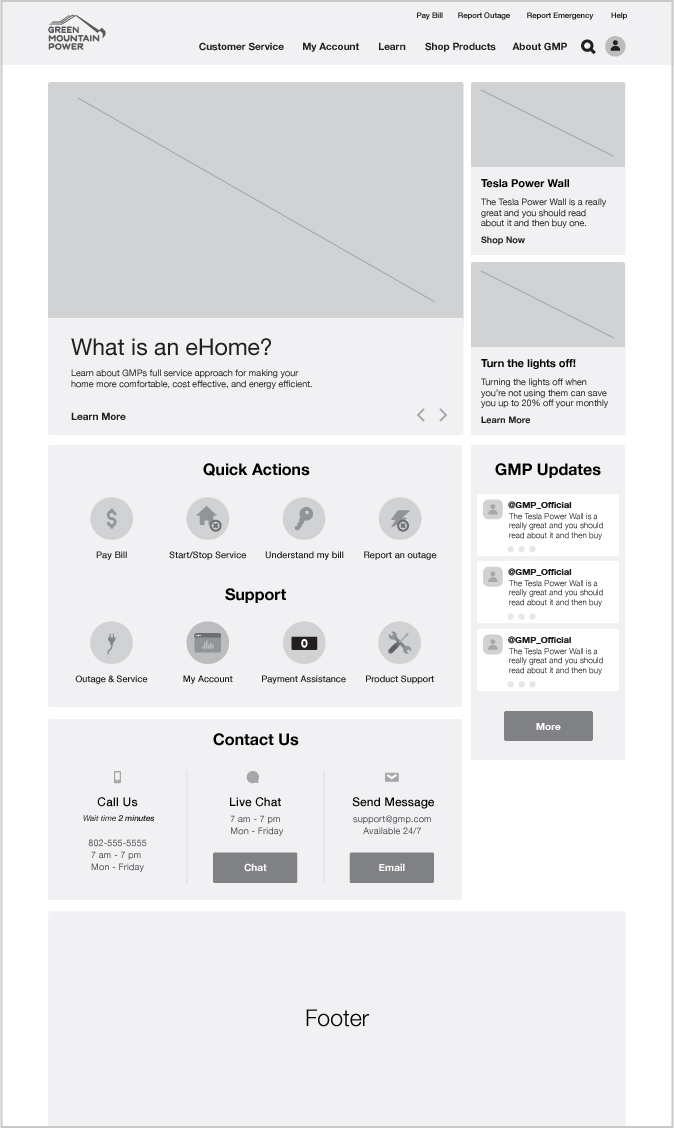 Pay Bill Report Outage Report Emergency Help
GREEN
MOUNTAIN
POWER
Customer Service My Account Learn Shop Products About GMP
What is an eHome?
Learn about GMPs full service approach for making your
home more comfortable, cost effective, and energy efficient.
Learn More
Tesla Power Wall
The Tesla Power Wall is a really
great and you should read
about it and then buy one.
Shop Now
Turn the lights off!
Turning the lights off when
you're not using them can save
you up to 20% off your monthly
Learn More
Quick Actions
$
Pay Bill Start/Stop Service Understand my bill Report an outage
Support
0
Outage & Service My Account Payment Assistance Product Support
GMP Updates
@GMP_Official
The Tesla Power Wall is a
really great and you should
read about it and then buy
@GMP_Official
The Tesla Power Wall is a
really great and you should
read about it and then buy
@GMP_Official
The Tesla Power Wall is a
really great and you should
read about it and then buy
More
Contact Us
Call Us
Wait time 2 minutes
802-555-5555
7 am - 7 pm
Mon - Friday
Live Chat
7 am - 7 pm
Mon - Friday
Chat
Send Message
support@gmp.com
Available 24/7
Email
Footer